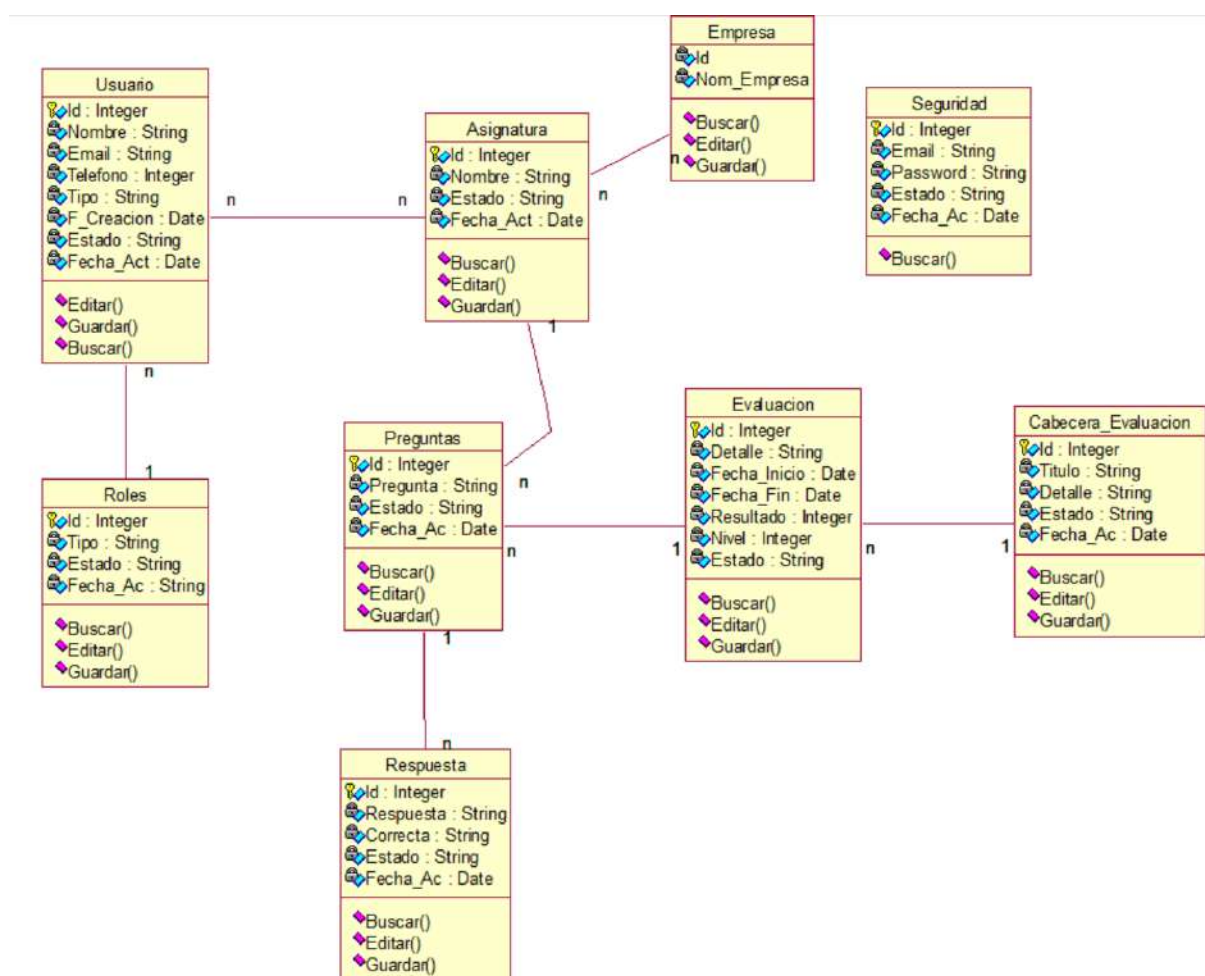 Empresa
Id
Nom_Empresa
Buscar()
Editar()
Guardar()
n
Usuario
Id : Integer
Nombre : String
Email : String
Telefono : Integer
Tipo : String
F_Creacion : Date
Estado : String
Fecha_Act : Date
Editar()
Guardar()
Buscar()
n
n
n
Asignatura
Id : Integer
Nombre : String
Estado : String
Fecha_Act : Date
Buscar()
Editar()
Guardar()
n
1
Seguridad
Id : Integer
Email : String
Password : String
Estado : String
Fecha_Ac : Date
Buscar()
1
Roles
Id : Integer
Tipo : String
Estado : String
Fecha_Ac : String
Buscar()
Editar()
Guardar()
Preguntas
Id : Integer
Pregunta : String
Estado : String
Fecha_Ac : Date
Buscar()
Editar()
Guardar()
n
n
1
1
Evaluacion
Id : Integer
Detalle : String
Fecha_Inicio : Date
Fecha_Fin : Date
Resultado : Integer
Nivel : Integer
Estado : String
Buscar()
Editar()
Guardar()
n
1
Cabecera_Evaluacion
Id : Integer
Titulo : String
Detalle : String
Estado : String
Fecha_Ac : Date
Buscar()
Editar()
Guardar()
n
Respuesta
Id : Integer
Respuesta : String
Correcta : String
Estado : String
Fecha_Ac : Date
Buscar()
Editar()
Guardar()